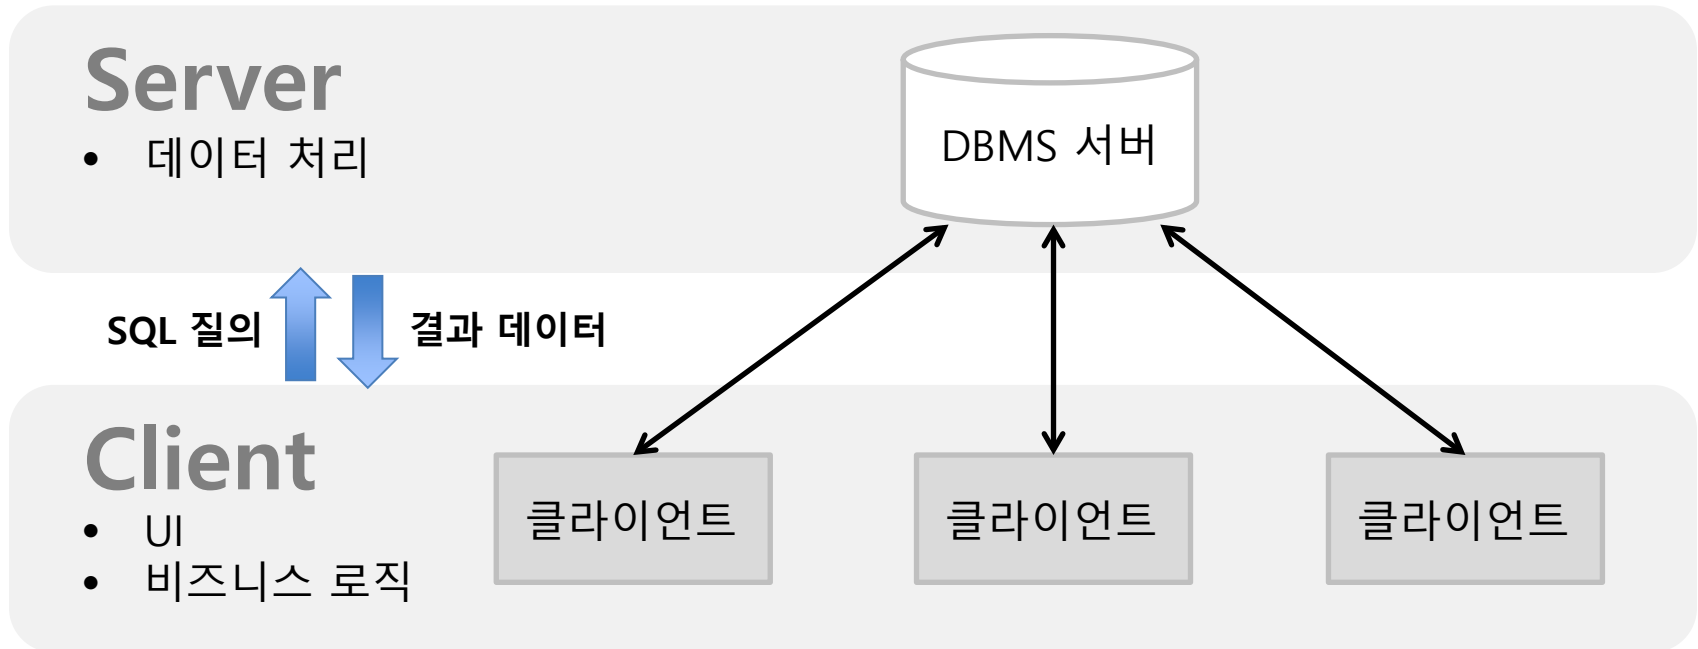 Server
• 데이터 처리
DBMS 서버
SQL 질의
결과 데이터
Client
• UI
• 비즈니스 로직
클라이언트
클라이언트
클라이언트